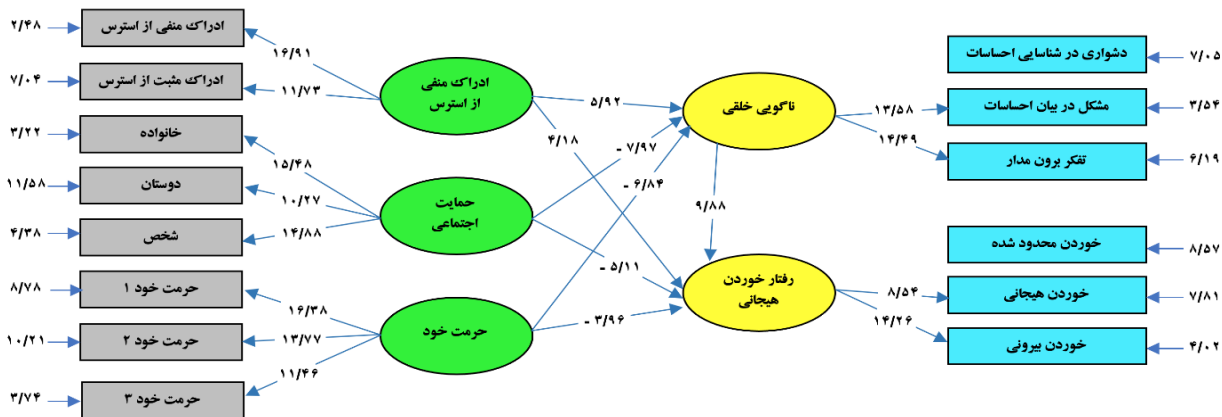 ۲/۴۸
ادراک منفی از استرس
۱۶/۹۱
۷/۰۴
ادراک مثبت از استرس
۱۱/۷۳
۳/۲۲
خانواده
۱۵/۴۸
۱۱/۵۸
دوستان
۱۰/۲۷
۴/۳۸
شخص
۱۴/۸۸
۸/۷۸
حرمت خود ۱
۱۶/۳۸
۱۰/۲۱
حرمت خود ۲
۱۳/۷۷
۳/۷۴
حرمت خود ۳
۱۱/۴۶
ادراک منفی
از استرس
حمایت
اجتماعی
حرمت خود
۵/۹۲
۴/۱۸
- ۷/۹۷
- ۶/۸۴
- ۵/۱۱
- ۳/۹۶
ناگویی خلقی
۹/۸۸
رفتار خوردن
هیجانی
۱۳/۵۸
۱۴/۴۹
۸/۵۴
۱۴/۲۶
دشواری در شناسایی احساسات
۷/۰۵
مشکل در بیان احساسات
۳/۵۴
تفکر برون مدار
۶/۱۹
خوردن محدود شده
۸/۵۷
خوردن هیجانی
۷/۸۱
خوردن بیرونی
۴/۰۲